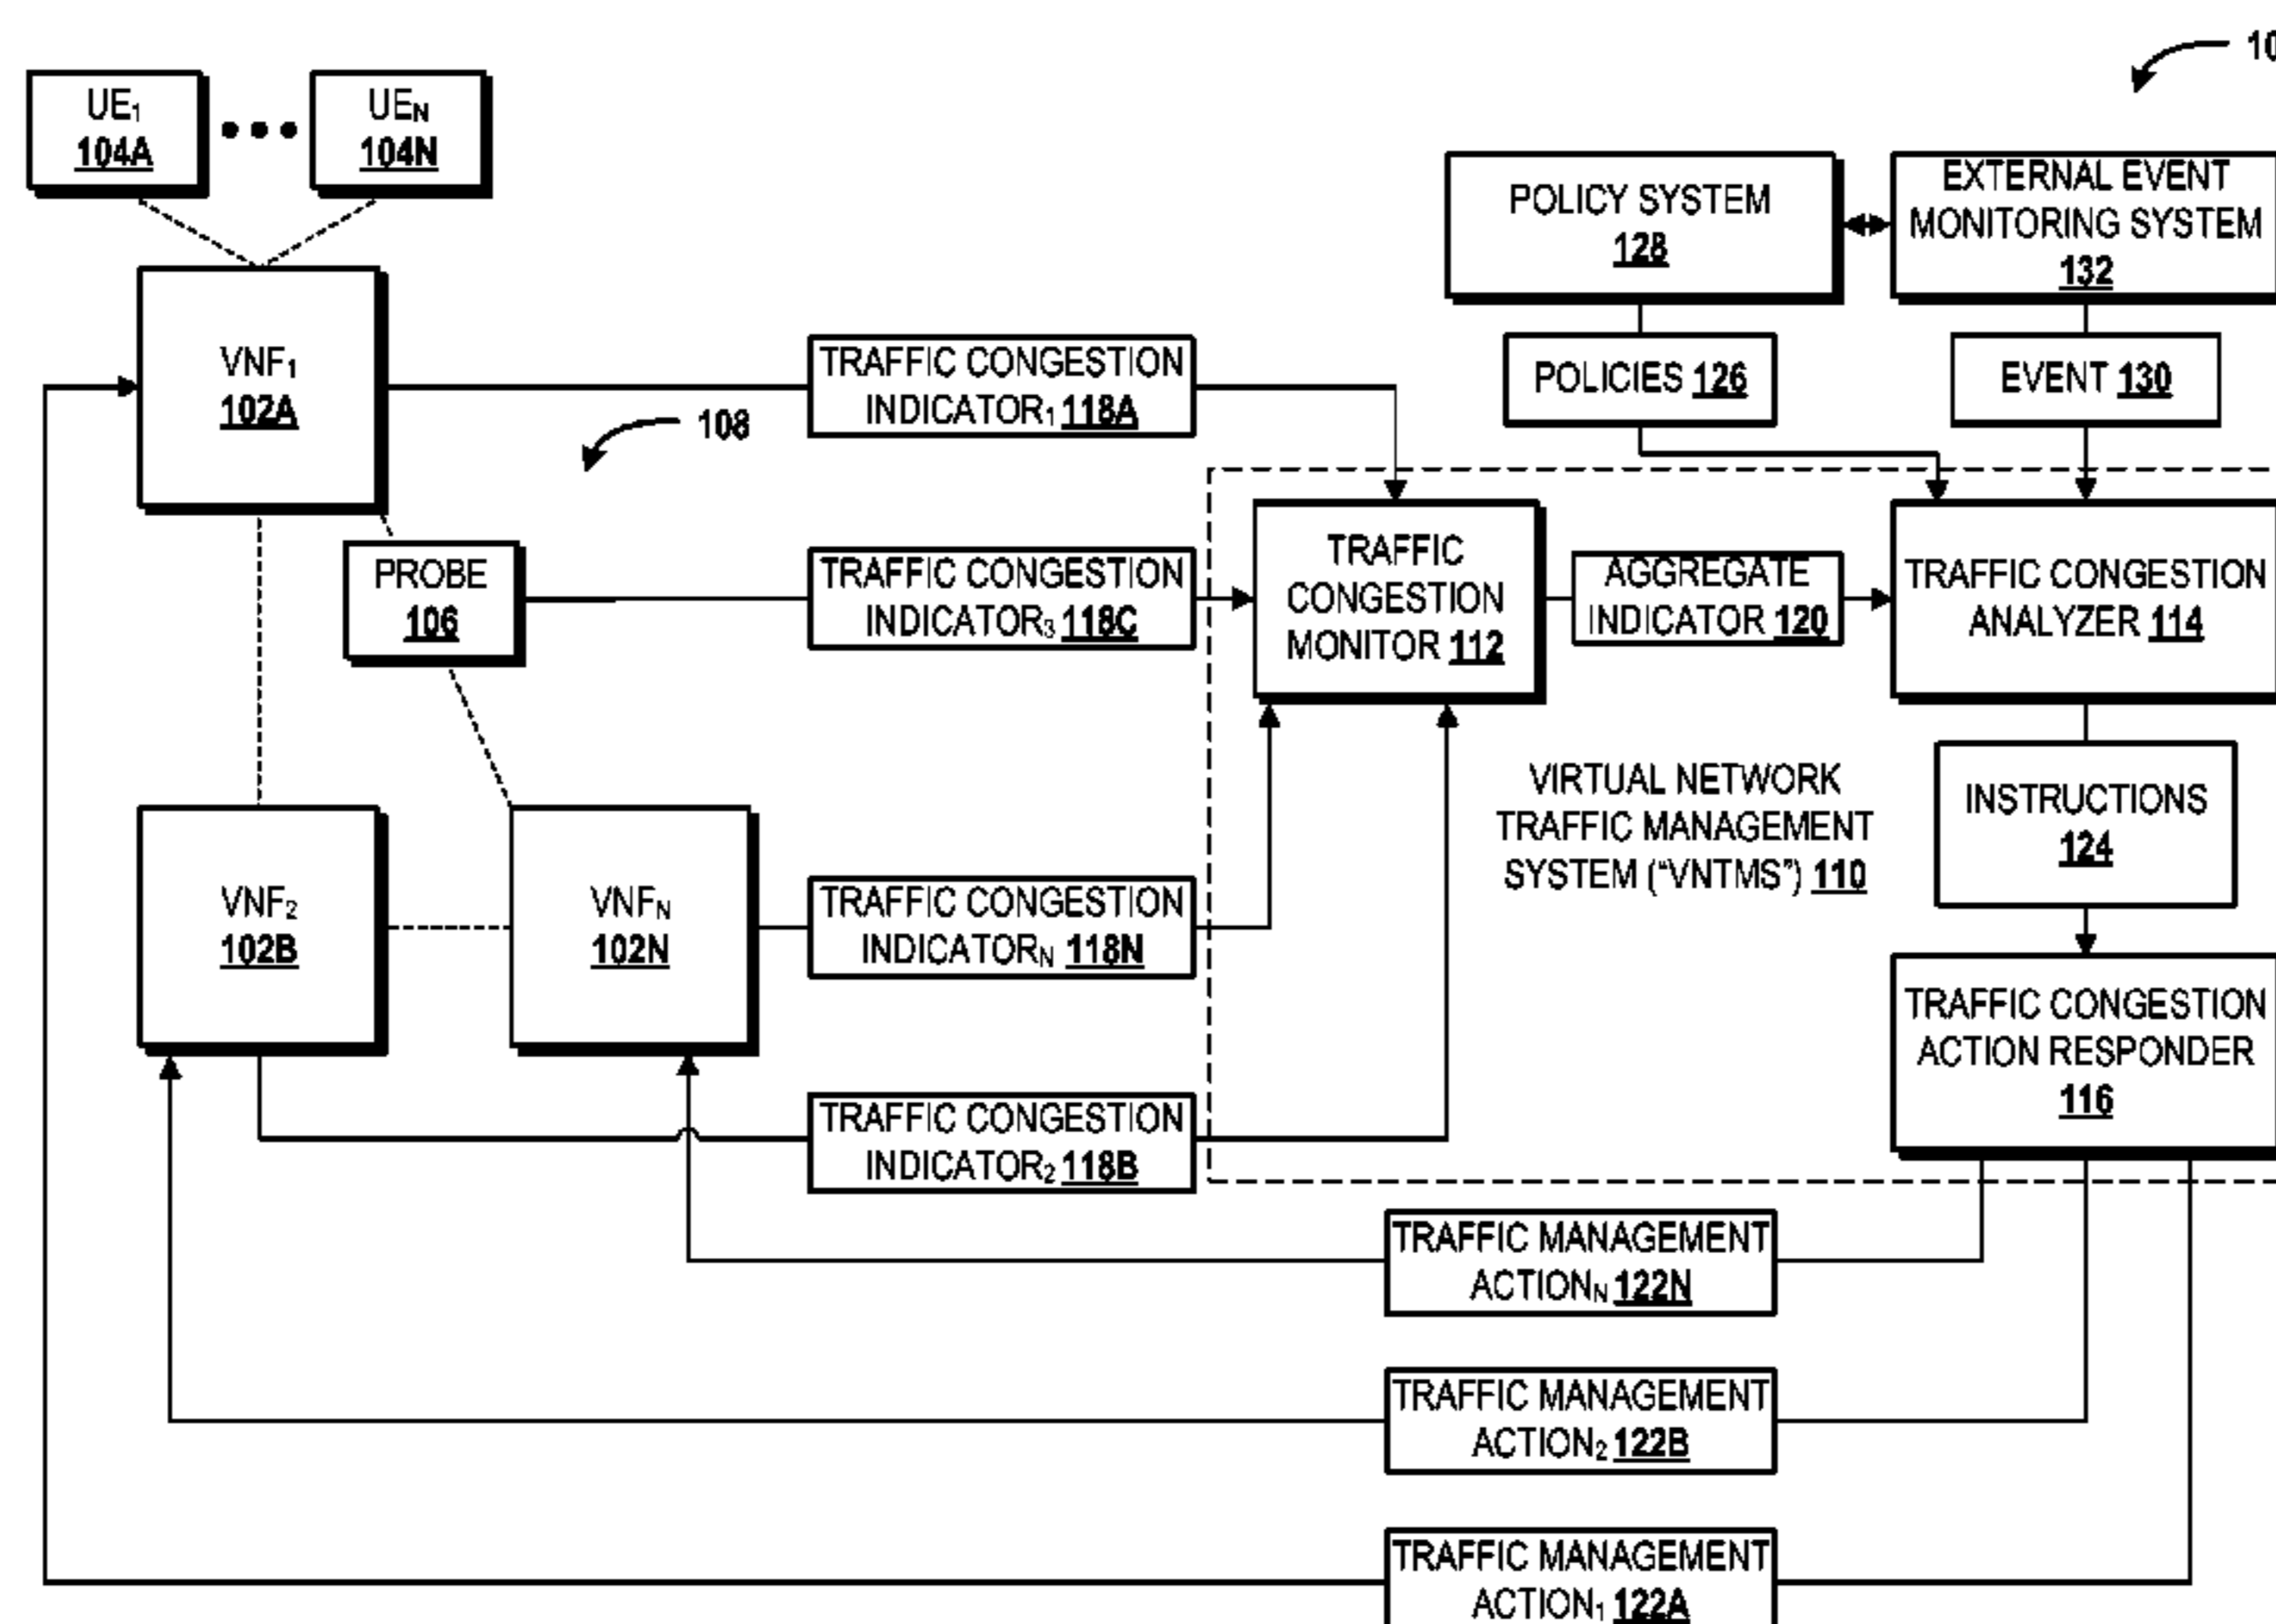 UE₁
104A
UEN
104N
10
POLICY SYSTEM
128
EXTERNAL EVENT
MONITORING SYSTEM
132
VNF₁
102A
108
TRAFFIC CONGESTION
INDICATOR₁ 118A
POLICIES 126
EVENT 130
PROBE
106
TRAFFIC CONGESTION
INDICATOR₃ 118C
TRAFFIC
CONGESTION
MONITOR 112
AGGREGATE
INDICATOR 120
TRAFFIC CONGESTION
ANALYZER 114
VIRTUAL NETWORK
TRAFFIC MANAGEMENT
SYSTEM (“VNTMS”) 110
INSTRUCTIONS
124
VNF₂
102B
VNFN
102N
TRAFFIC CONGESTION
INDICATORN 118N
TRAFFIC CONGESTION
ACTION RESPONDER
116
TRAFFIC CONGESTION
INDICATOR₂ 118B
TRAFFIC MANAGEMENT
ACTIONN 122N
TRAFFIC MANAGEMENT
ACTION₂ 122B
TRAFFIC MANAGEMENT
ACTION₁ 122A